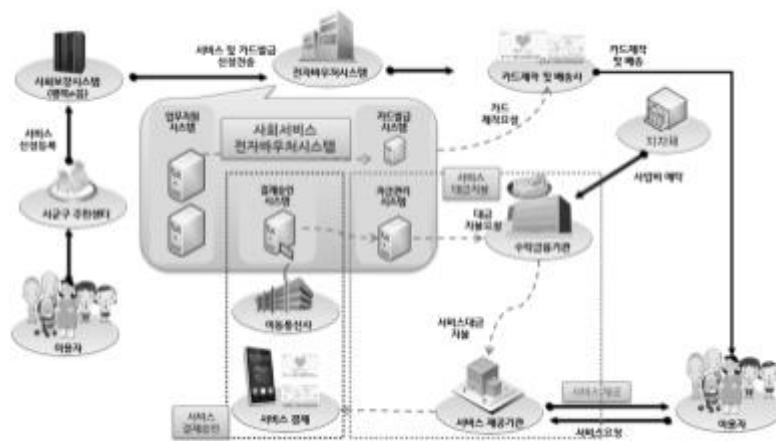 서비스 및 카드발급
신청전송
전자바우처시스템
카드제작 및 배송사
카드제작
및 배송
사회보장시스템
(행복e음)
서비스
신청등록
업무처리
시스템
사회서비스
전자바우처시스템
카드발급
시스템
카드
제작요청
지자체
서비스
대금지불
사업비 예탁
시군구 주민센터
결제승인
시스템
자금관리
시스템
대금
지불요청
수탁금융기관
이동통신사
서비스대금
지불
이용자
서비스
결제승인
서비스 결제
서비스 제공기관
서비스제공
서비스요청
이용자